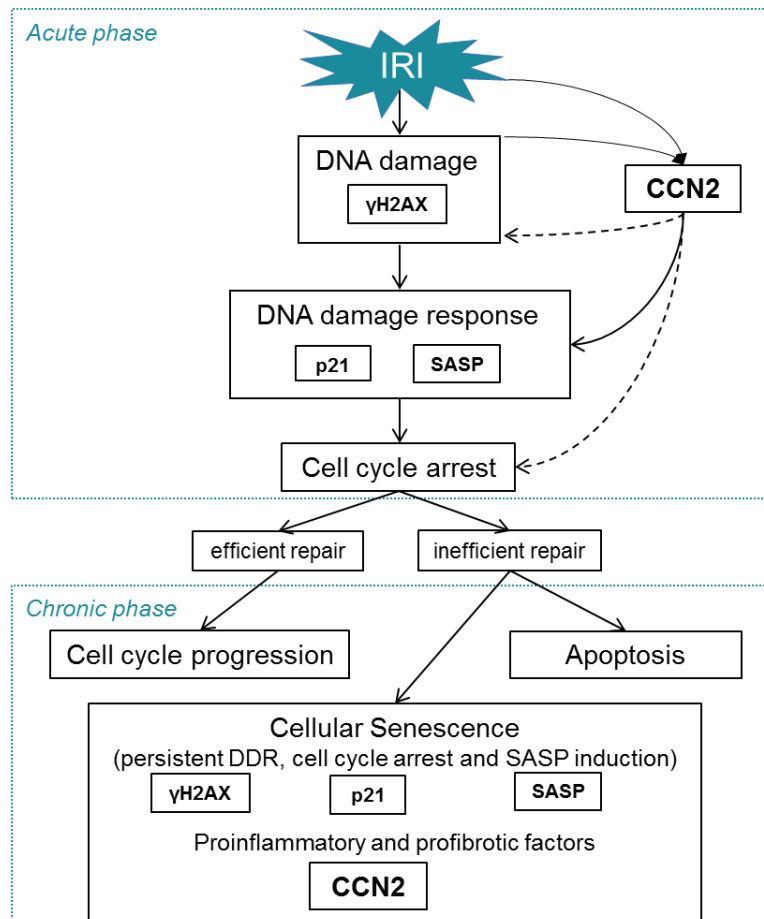 Acute phase
IRI
DNA damage
γH2AX
CCN2
DNA damage response
p21
SASP
Cell cycle arrest
efficient repair
inefficient repair
Chronic phase
Cell cycle progression
Apoptosis
Cellular Senescence
(persistent DDR, cell cycle arrest and SASP induction)
γH2AX
p21
SASP
Proinflammatory and profibrotic factors
CCN2